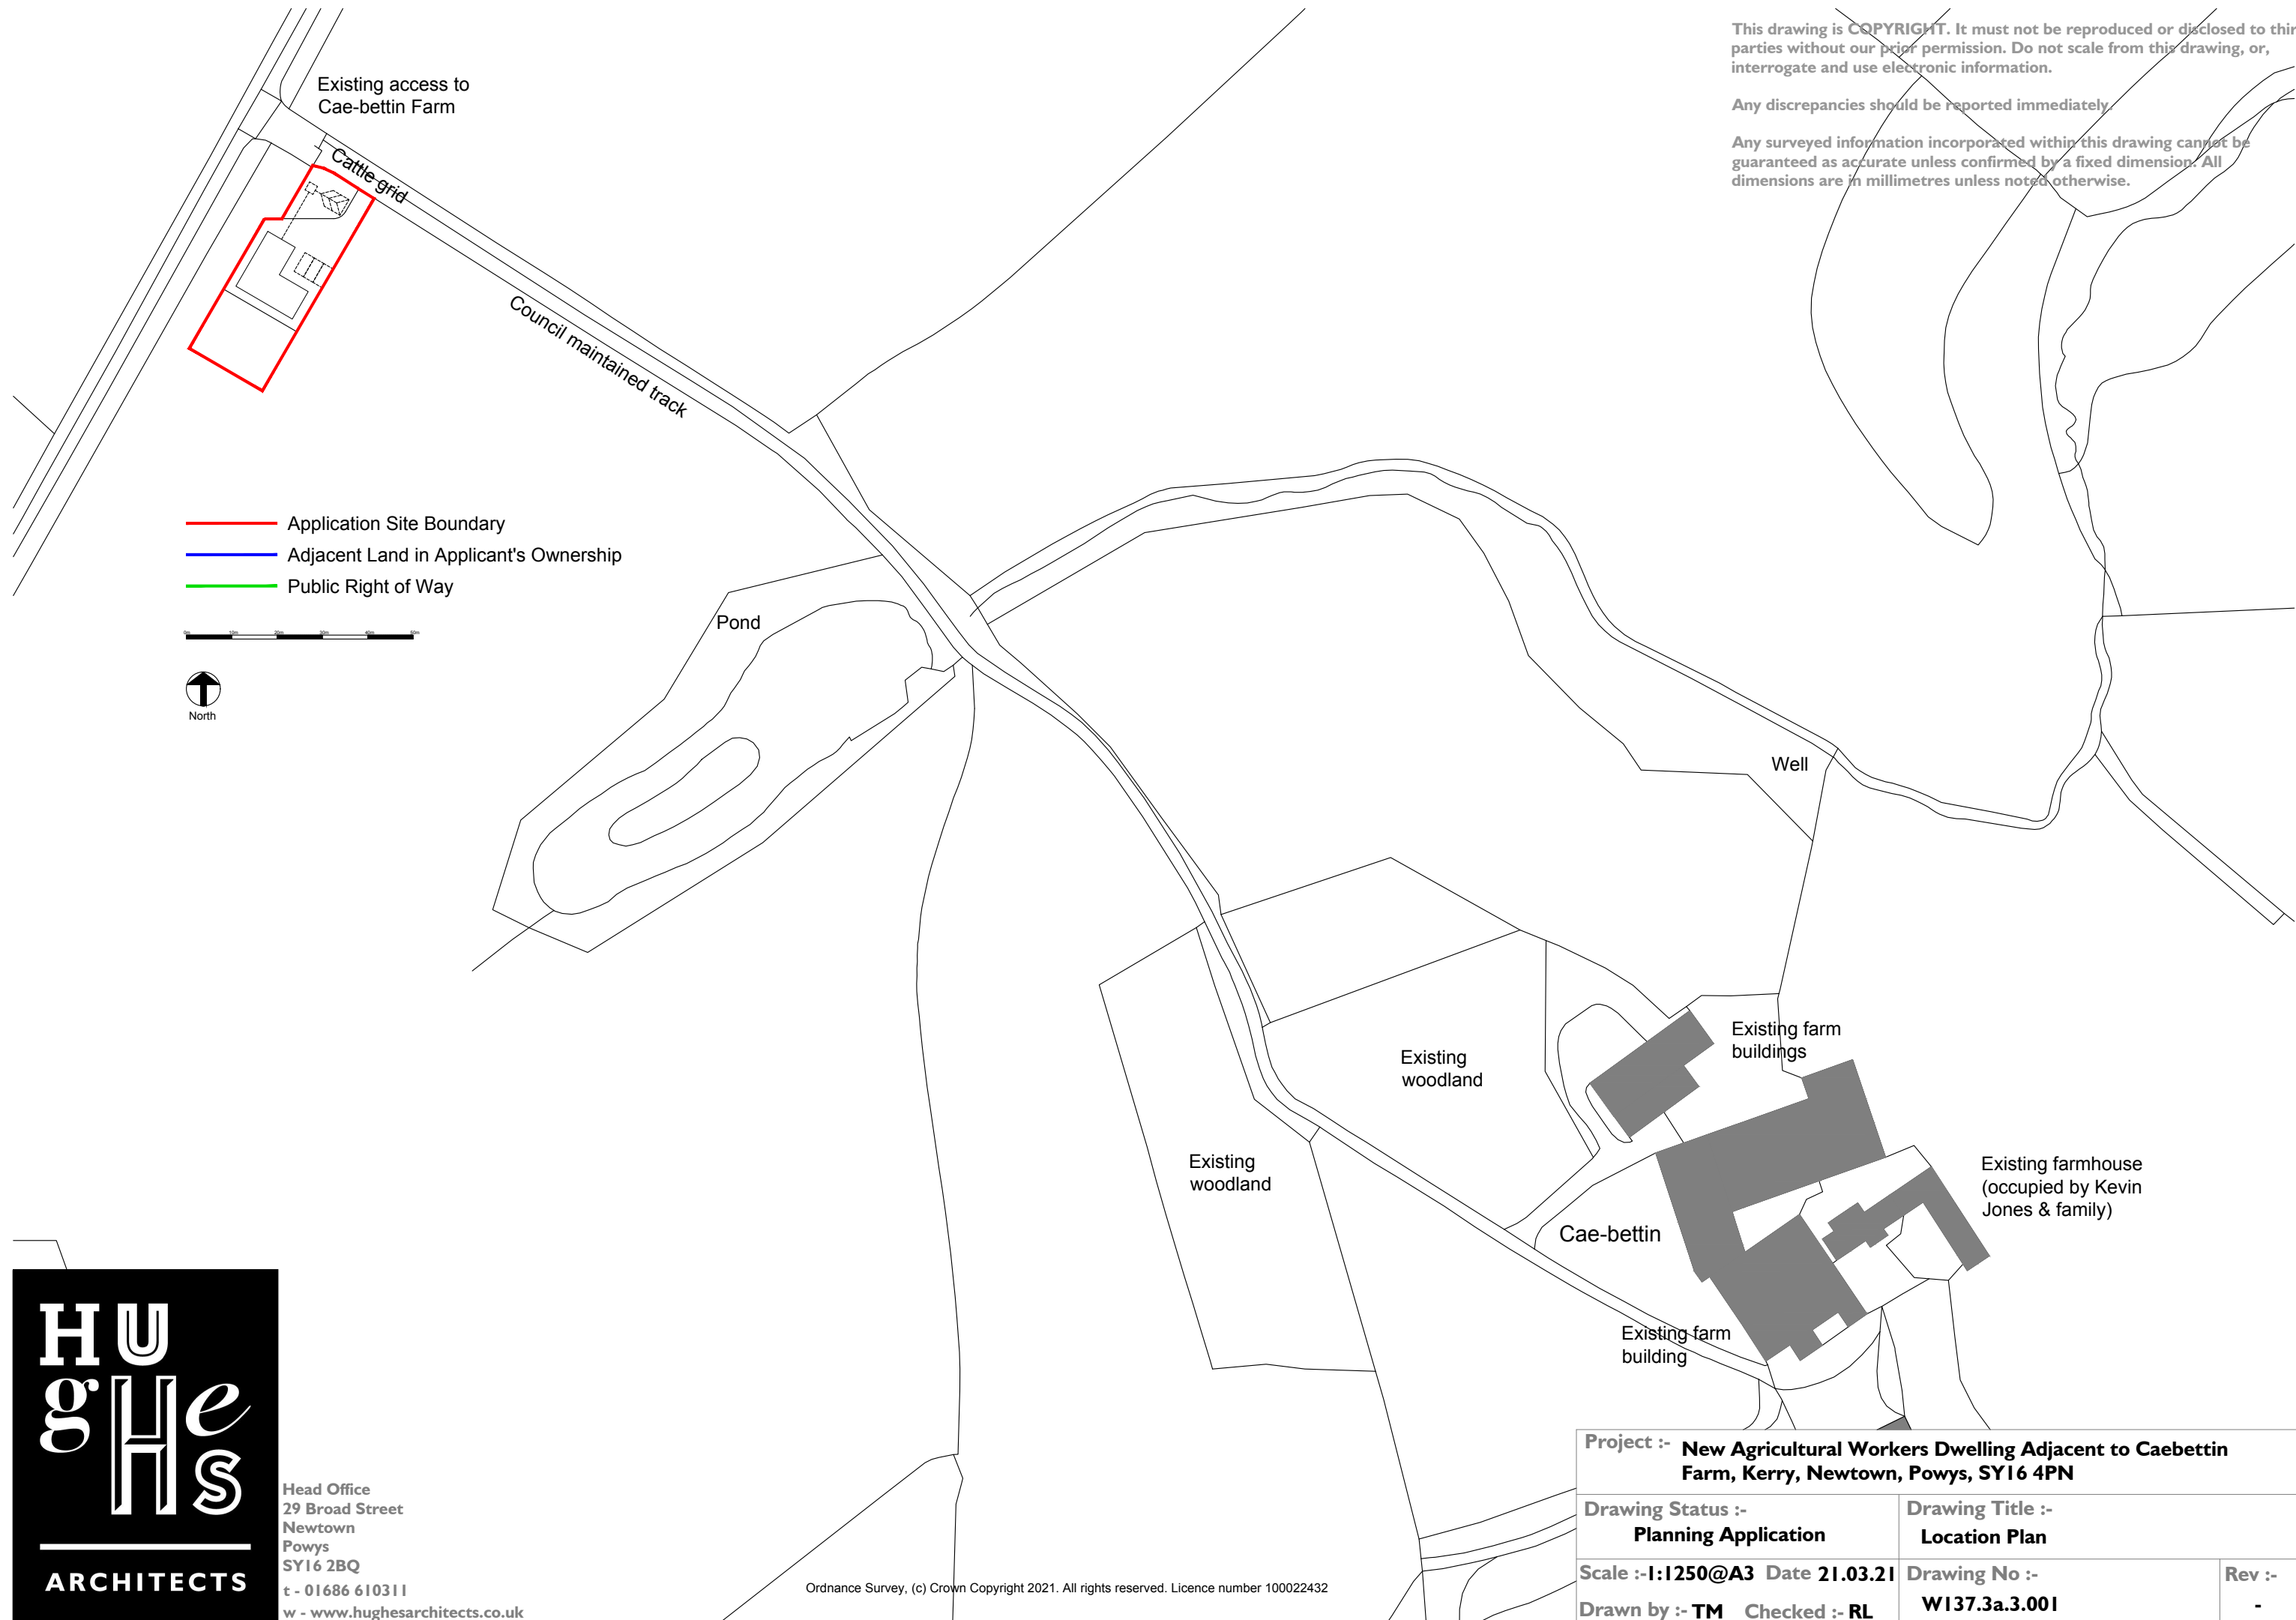 This drawing is COPYRIGHT. It must not be reproduced or disclosed to thir
parties without our prior permission. Do not scale from this drawing, or,
interrogate and use electronic information.
Any discrepancies should be reported immediately.
Any surveyed information incorporated within this drawing cannot be
guaranteed as accurate unless confirmed by a fixed dimension. All
dimensions are in millimetres unless noted otherwise.
Existing access to
Cae-bettin Farm
Cattle grid
Council maintained track
Application Site Boundary
Adjacent Land in Applicant's Ownership
Public Right of Way
0m 10m 20m 30m 40m 50m
North
Pond
Well
Existing farm
buildings
Existing
woodland
Existing
woodland
Existing farmhouse
(occupied by Kevin
Jones & family)
Cae-bettin
Existing farm
building
HUgHeS
ARCHITECTS
Head Office
29 Broad Street
Newtown
Powys
SY16 2BQ
t - 01686 610311
w - www.hughesarchitects.co.uk
Ordnance Survey, (c) Crown Copyright 2021. All rights reserved. Licence number 100022432
Project :- New Agricultural Workers Dwelling Adjacent to Caebettin
Farm, Kerry, Newtown, Powys, SY16 4PN
Drawing Status :-
Planning Application
Drawing Title :-
Location Plan
Scale :-1:1250@A3 Date 21.03.21
Drawn by :- TM Checked :- RL
Drawing No :-
W137.3a.3.001
Rev :-
-